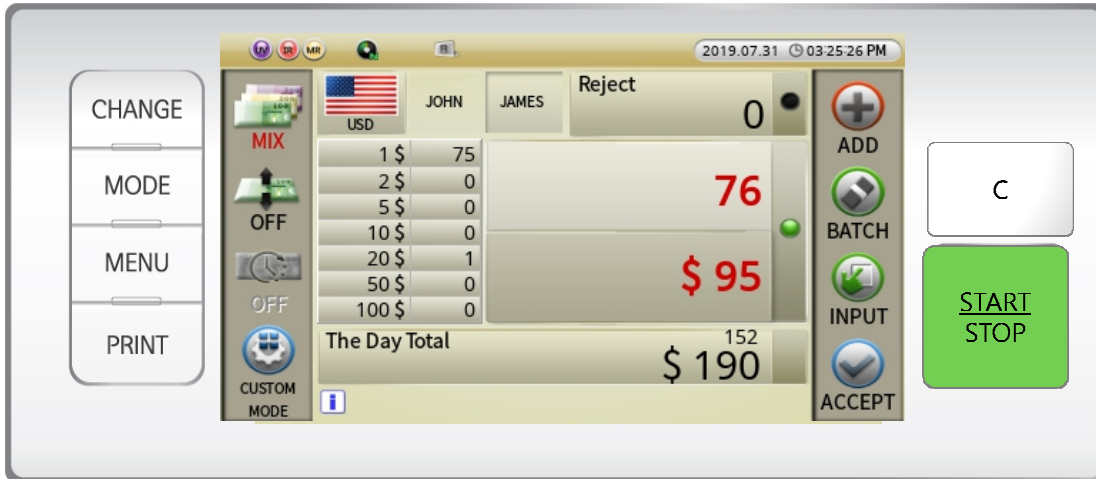 UV IR MR
2019.07.31 03:25:26 PM
CHANGE
MODE
MENU
PRINT
MIX
OFF
OFF
CUSTOM
MODE
USD
JOHN
JAMES
Reject
0
1 $ 75
2 $ 0
5 $ 0
10 $ 0
20 $ 1
50 $ 0
100 $ 0
76
$ 95
The Day Total
152
$ 190
i
ADD
BATCH
INPUT
ACCEPT
C
START
STOP